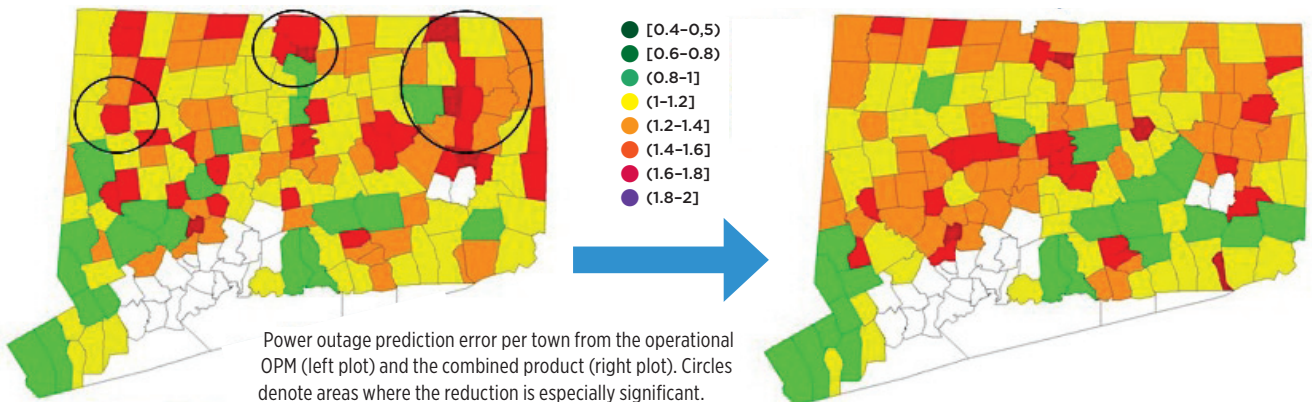 [0.4–0,5)
[0.6–0.8)
(0.8–1]
(1–1.2]
(1.2–1.4]
(1.4–1.6]
(1.6–1.8]
(1.8–2]
Power outage prediction error per town from the operational
OPM (left plot) and the combined product (right plot). Circles
denote areas where the reduction is especially significant.